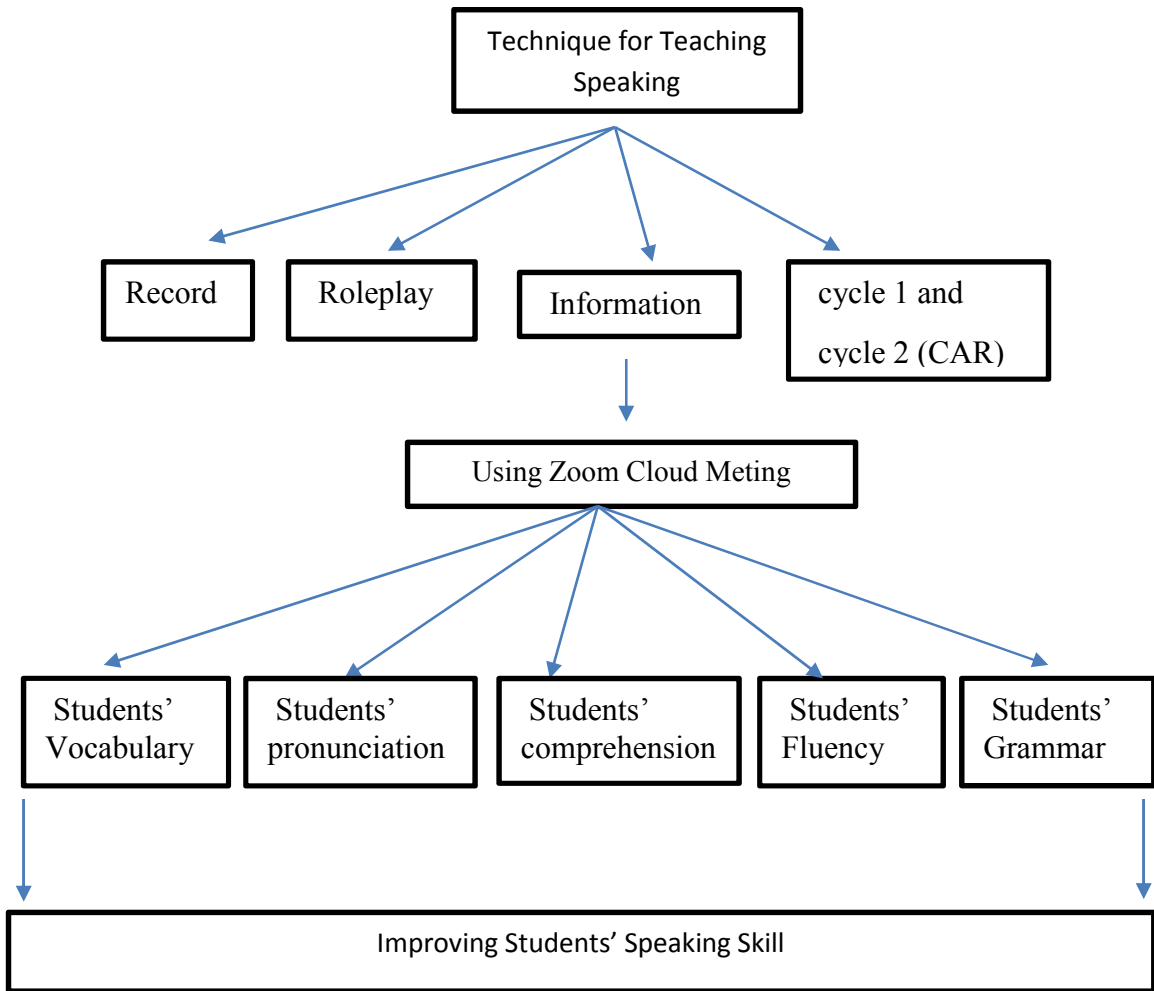 Technique for Teaching
Speaking
Record
Roleplay
Information
cycle 1 and
cycle 2 (CAR)
Using Zoom Cloud Meting
Students’
Vocabulary
Students’
pronunciation
Students’
comprehension
Students’
Fluency
Students’
Grammar
Improving Students’ Speaking Skill